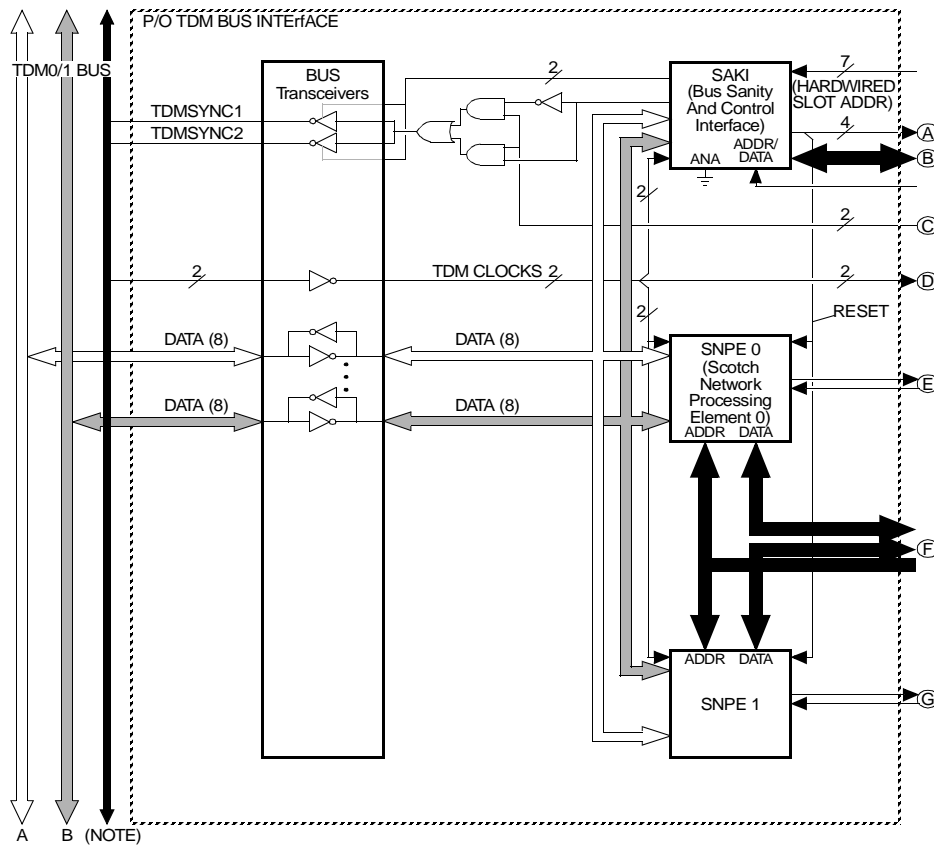 P/O TDM BUS INTErfACE
TDM0/1 BUS
BUS
Transceivers
2
SAKI
(Bus Sanity
And Control
Interface)
ADDR/
DATA
ANA
7
(HARDWIRED
SLOT ADDR)
4
A
B
TDMSYNC1
TDMSYNC2
2
2
C
2
TDM CLOCKS
2
2
D
2
RESET
DATA (8)
DATA (8)
SNPE 0
(Scotch
Network
Processing
Element 0)
ADDR DATA
E
DATA (8)
DATA (8)
F
ADDR DATA
SNPE 1
G
A B (NOTE)